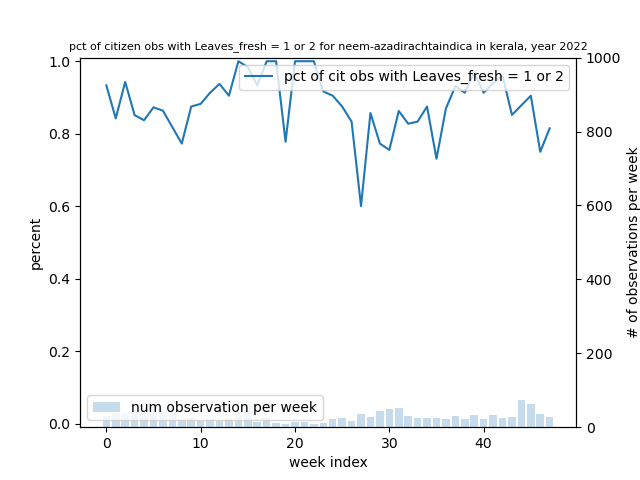 pct of citizen obs with Leaves_fresh = 1 or 2 for neem-azadirachtaindica in kerala, year 2022
pct of cit obs with Leaves_fresh = 1 or 2
num observation per week
percent
1.0
0.8
0.6
0.4
0.2
0.0
1000
800
600
400
200
0
# of observations per week
0
10
20
30
40
week index